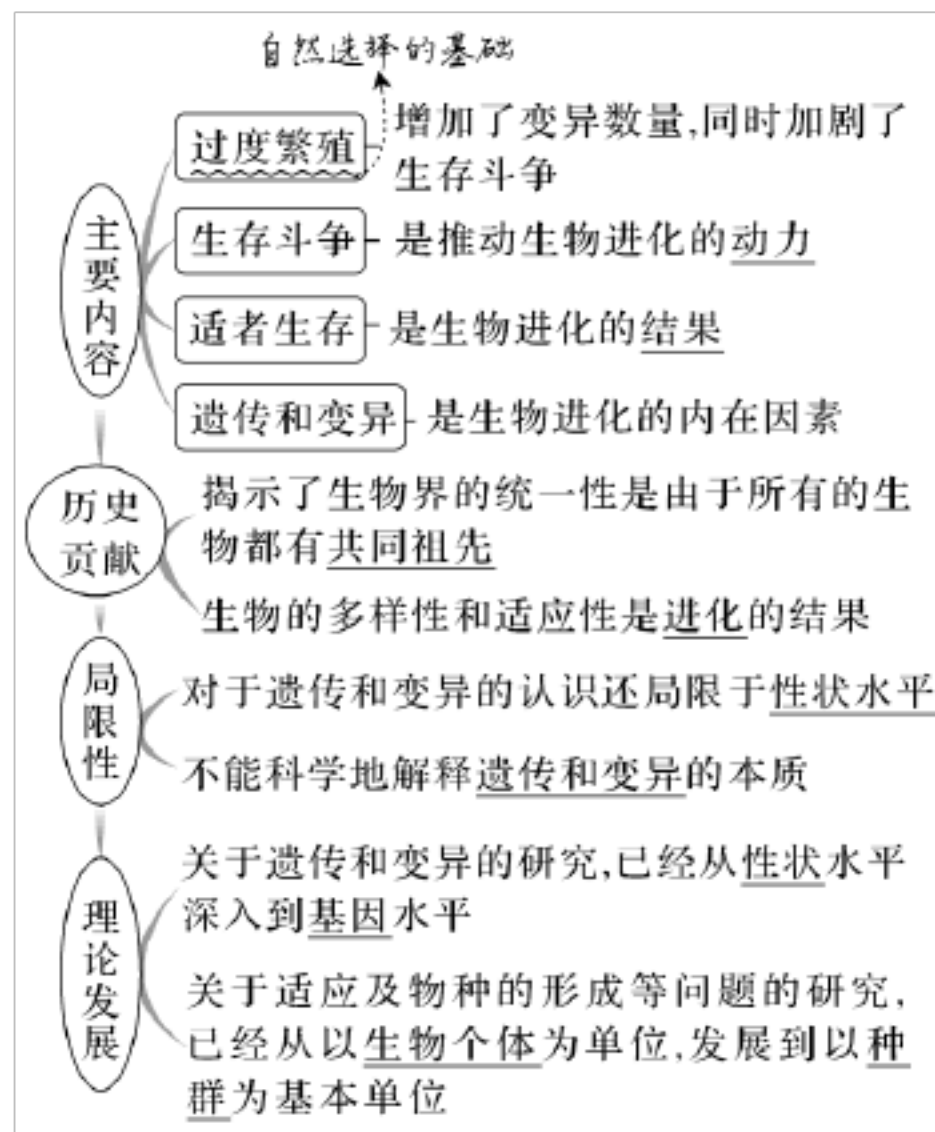 自然选择的基础
主要内容
过度繁殖
增加了变异数量,同时加剧了
生存斗争
生存斗争
是推动生物进化的动力
适者生存
是生物进化的结果
遗传和变异
是生物进化的内在因素
历史
贡献
揭示了生物界的统一性是由于所有的生
物都有共同祖先
生物的多样性和适应性是进化的结果
局限性
对于遗传和变异的认识还局限于性状水平
不能科学地解释遗传和变异的本质
理论发展
关于遗传和变异的研究,已经从性状水平
深入到基因水平
关于适应及物种的形成等问题的研究,
已经从以生物个体为单位,发展到以种
群为基本单位